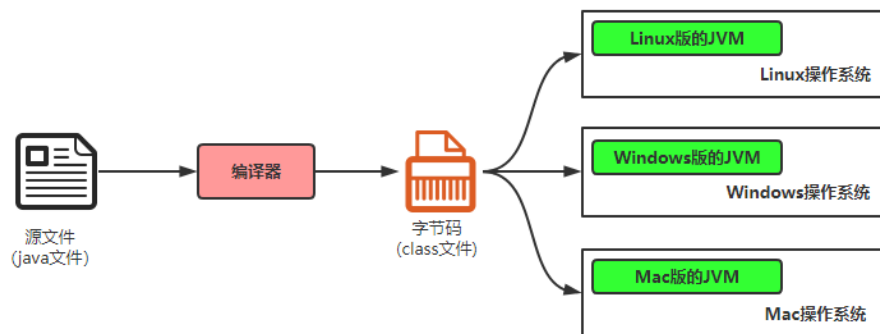 Linux版的JVM
Linux操作系统
编译器
Windows版的JVM
Windows操作系统
源文件
(java文件)
字节码
(class文件)
Mac版的JVM
Mac操作系统